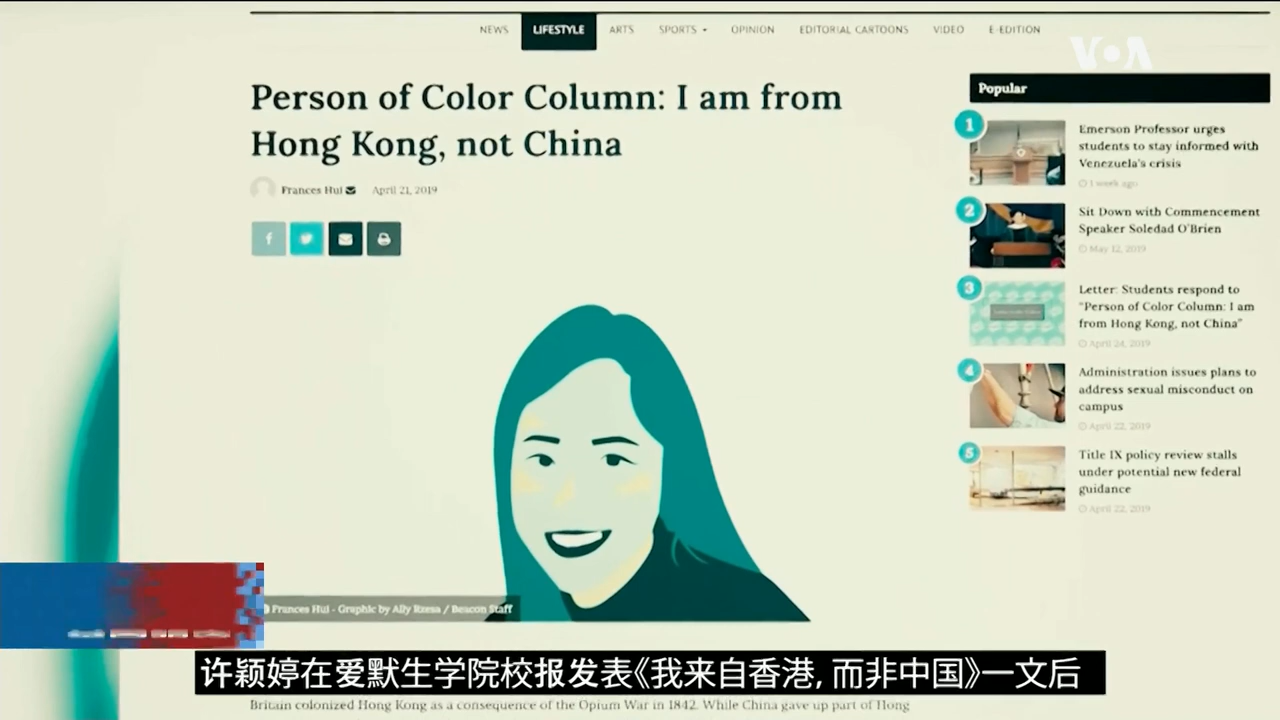 NEWS LIFESTYLE ARTS SPORTS OPINION EDITORIAL CARTOONS VIDEO E-EDITION
VOA
Person of Color Column: I am from
Hong Kong, not China
Frances Hui April 21, 2019
Popular
1
Emerson Professor urges
students to stay informed with
Venezuela's crisis
1 week ago
2
Sit Down with Commencement
Speaker Soledad O'Brien
May 12, 2019
3
Letter: Students respond to
"Person of Color Column: I am
from Hong Kong, not China"
April 24, 2019
4
Administration issues plans to
address sexual misconduct on
campus
April 22, 2019
5
Title IX policy review stalls
under potential new federal
guidance
April 22, 2019
Frances Hui - Graphic by Ally Rzesa / Beacon Staff
许颖婷在爱默生学院校报发表《我来自香港, 而非中国》一文后
Britain colonized Hong Kong as a consequence of the Opium War in 1842. While China gave up part of Hong